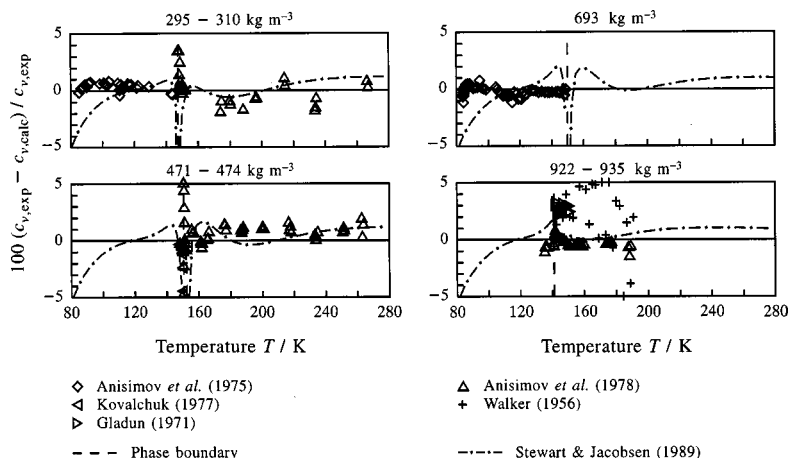 295 – 310 kg m⁻³
693 kg m⁻³
5
0
−5
5
0
−5
471 – 474 kg m⁻³
922 – 935 kg m⁻³
5
0
−5
5
0
−5
100 (cᵥ,exp − cᵥ,calc) / cᵥ,exp
80 120 160 200 240 280
80 120 160 200 240 280
Temperature T / K
Temperature T / K
Anisimov et al. (1975)
Kovalchuk (1977)
Gladun (1971)
Phase boundary
Anisimov et al. (1978)
Walker (1956)
Stewart & Jacobsen (1989)